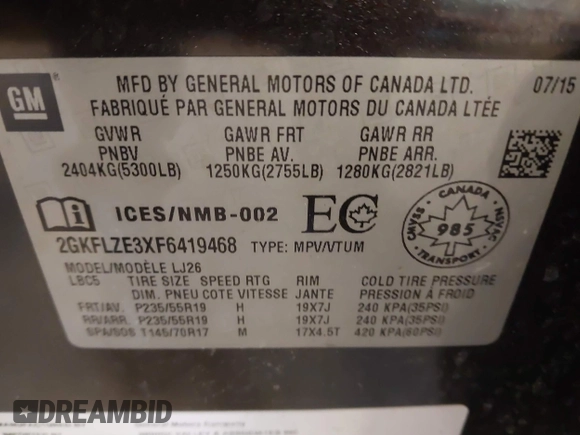 GM
MFD BY GENERAL MOTORS OF CANADA LTD. 07/15
FABRIQUÉ PAR GENERAL MOTORS DU CANADA LTÉE
GVWR GAWR FRT GAWR RR
PNBV PNBE AV. PNBE ARR.
2404KG(5300LB) 1250KG(2755LB) 1280KG(2821LB)
i ICES/NMB-002 EC
CANADA
CMVSS NSVAC
985
TRANSPORT
2GKFLZE3XF6419468 TYPE: MPV/VTUM
MODEL/MODÈLE LJ26
LBC5 TIRE SIZE SPEED RTG RIM COLD TIRE PRESSURE
DIM. PNEU COTE VITESSE JANTE PRESSION A FROID
FRT/AV. P235/55R19 H 19X7J 240 KPA(35PSI)
RR/ARR. P235/55R19 H 19X7J 240 KPA(35PSI)
SPA/SOS T145/70R17 M 17X4.5T 420 KPA(60PSI)
DREAMBID